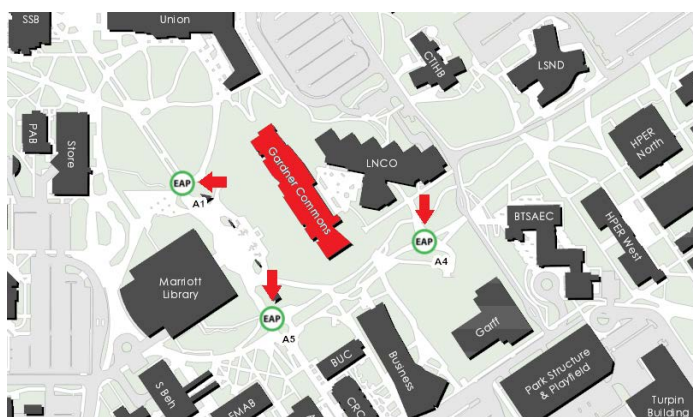 SSB
Union
CTIHB
LSND
PAB
Store
Gardner Commons
LNCO
HPER
North
EAP
A1
BTSAEC
HPER West
EAP
A4
Marriott
Library
EAP
A5
Garff
BUC
Business
S Beh
FMAB
CRC
Park Structure
& Playfield
Turpin
Building